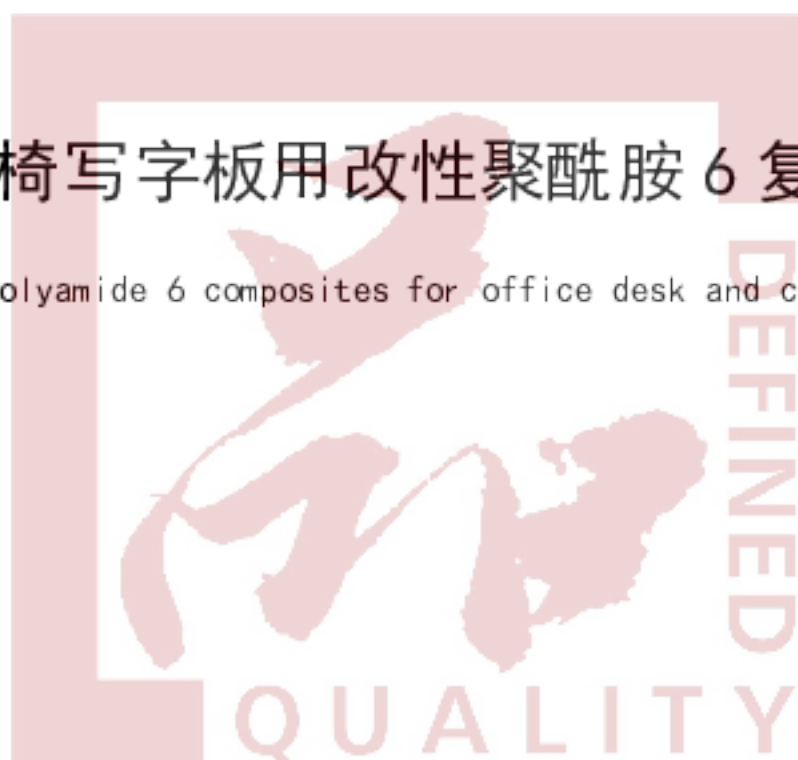 椅写字板用改性聚酰胺 6 复
olyamide 6 composites for office desk and c
DEFINED
QUALITY